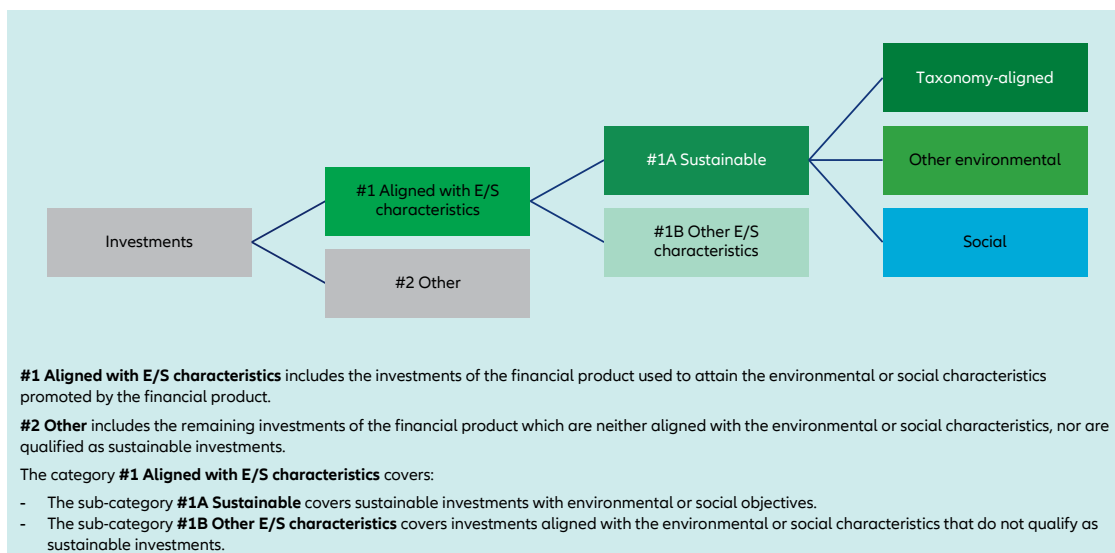 Taxonomy-aligned
#1A Sustainable
Other environmental
#1 Aligned with E/S
characteristics
#1B Other E/S
characteristics
Investments
Social
#2 Other
#1 Aligned with E/S characteristics includes the investments of the financial product used to attain the environmental or social characteristics
promoted by the financial product.
#2 Other includes the remaining investments of the financial product which are neither aligned with the environmental or social characteristics, nor are
qualified as sustainable investments.
The category #1 Aligned with E/S characteristics covers:
- The sub-category #1A Sustainable covers sustainable investments with environmental or social objectives.
- The sub-category #1B Other E/S characteristics covers investments aligned with the environmental or social characteristics that do not qualify as
sustainable investments.